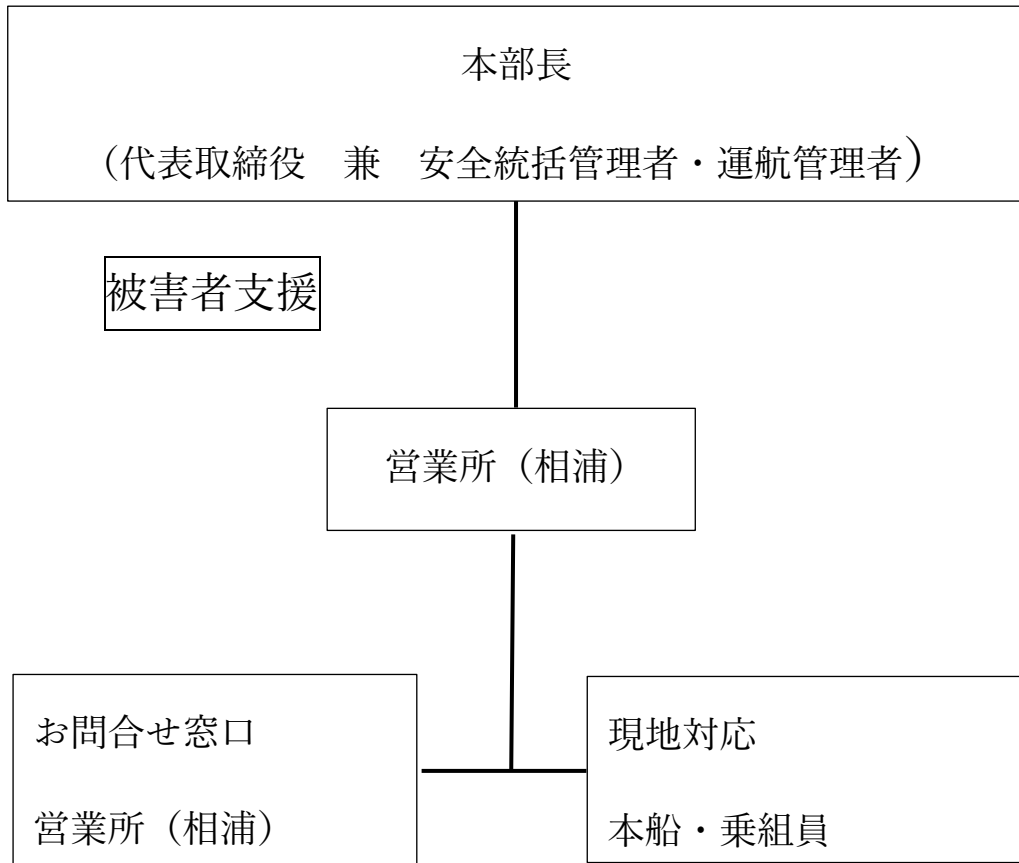 本部長
（代表取締役　兼　安全統括管理者・運航管理者）
被害者支援
営業所（相浦）
お問合せ窓口
営業所（相浦）
現地対応
本船・乗組員